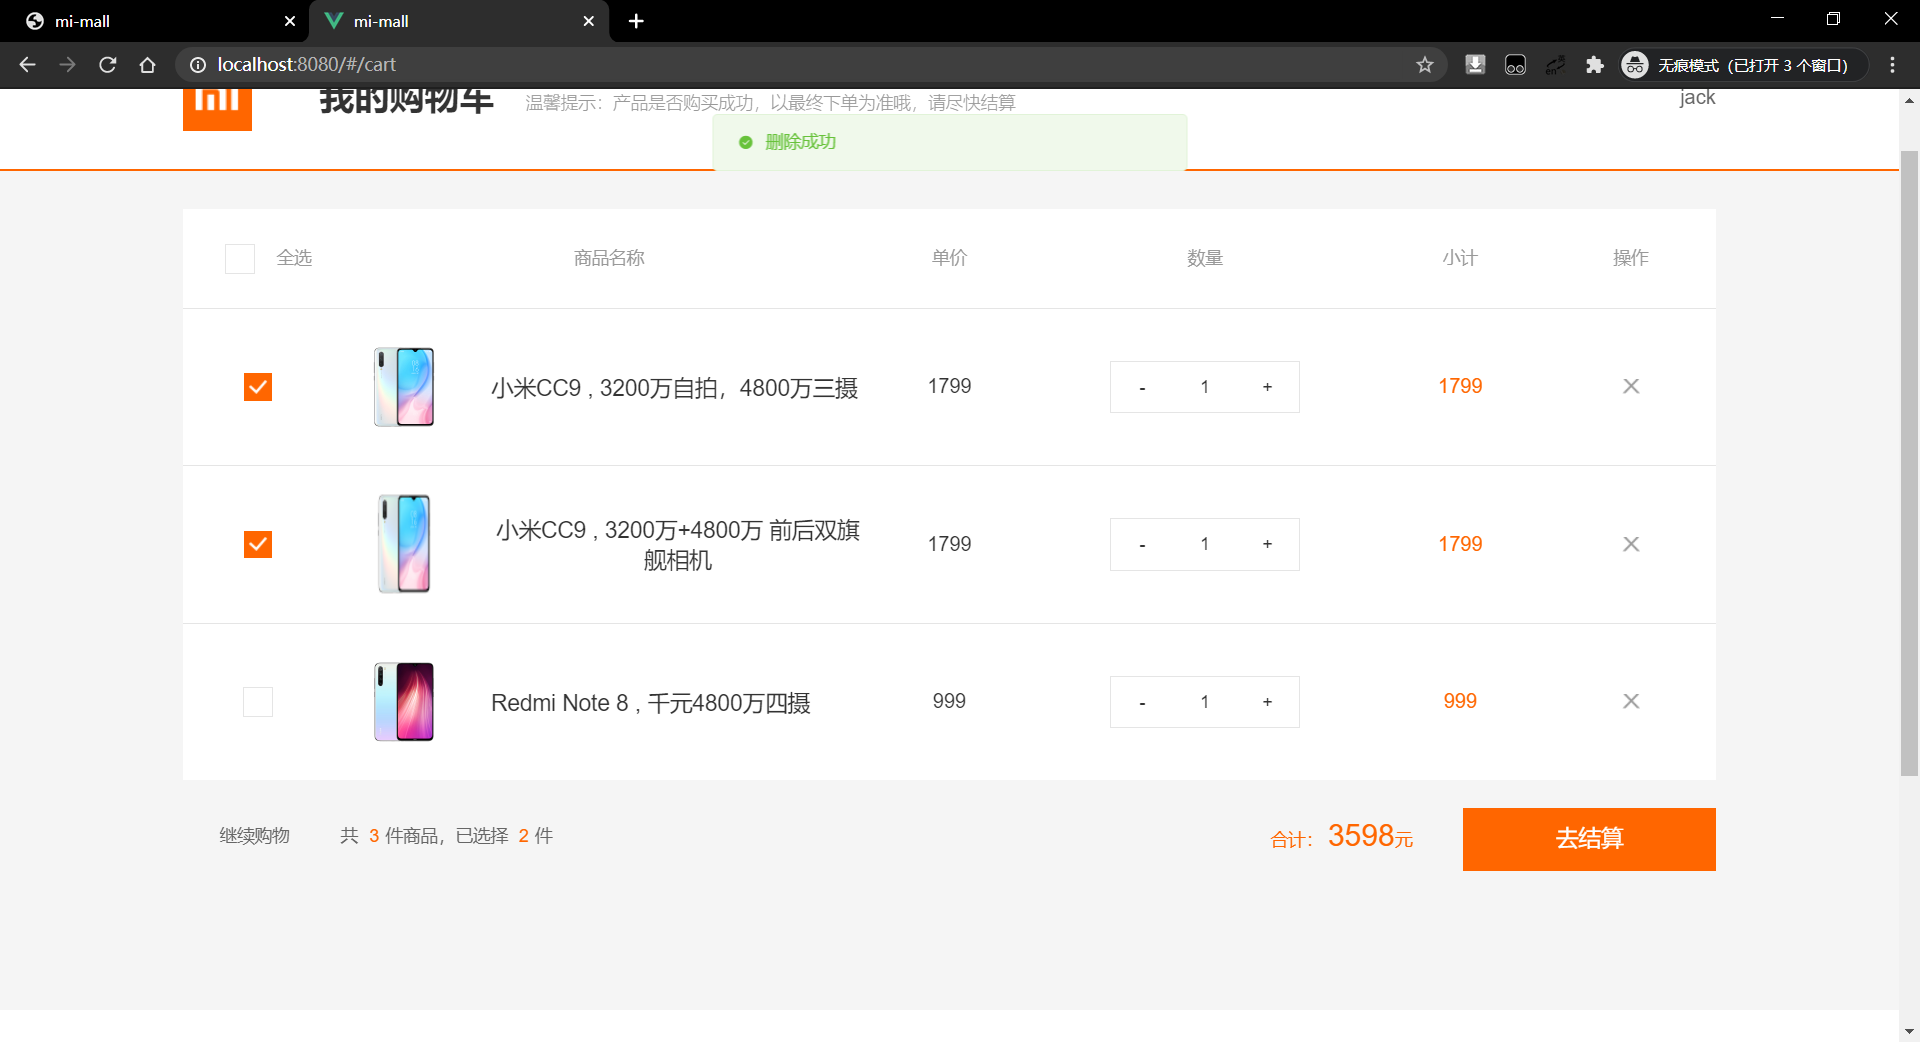 mi-mall
mi-mall
localhost:8080/#/cart
无痕模式（已打开 3 个窗口）
我的购物车
温馨提示：产品是否购买成功，以最终下单为准哦，请尽快结算
jack
删除成功
全选 商品名称 单价 数量 小计 操作
小米CC9 , 3200万自拍，4800万三摄 1799 - 1 + 1799
小米CC9 , 3200万+4800万 前后双旗
舰相机
1799 - 1 + 1799
Redmi Note 8 , 千元4800万四摄 999 - 1 + 999
继续购物 共 3 件商品，已选择 2 件 合计：3598元 去结算